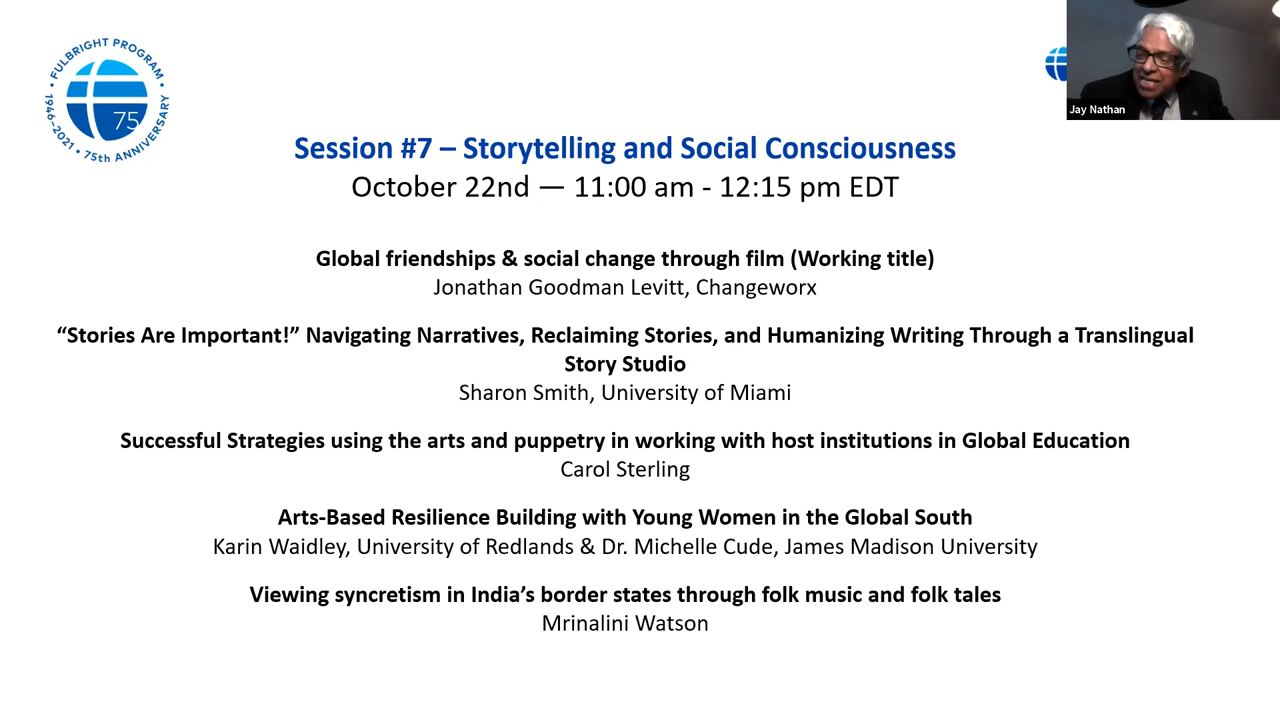 FULBRIGHT PROGRAM
75
1946-2021 • 75th ANNIVERSARY
Jay Nathan
Session #7 – Storytelling and Social Consciousness
October 22nd — 11:00 am - 12:15 pm EDT
Global friendships & social change through film (Working title)
Jonathan Goodman Levitt, Changeworx
“Stories Are Important!” Navigating Narratives, Reclaiming Stories, and Humanizing Writing Through a Translingual
Story Studio
Sharon Smith, University of Miami
Successful Strategies using the arts and puppetry in working with host institutions in Global Education
Carol Sterling
Arts-Based Resilience Building with Young Women in the Global South
Karin Waidley, University of Redlands & Dr. Michelle Cude, James Madison University
Viewing syncretism in India’s border states through folk music and folk tales
Mrinalini Watson